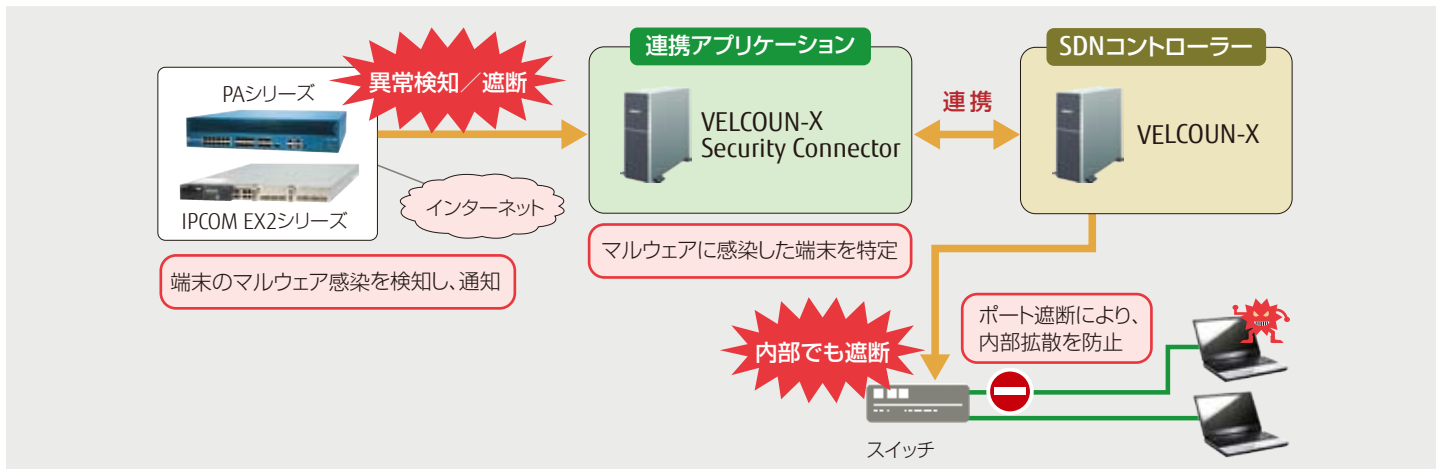 PAシリーズ
IPCOM EX2シリーズ
異常検知／遮断
インターネット
端末のマルウェア感染を検知し、通知
連携アプリケーション
VELCOUN-X
Security Connector
マルウェアに感染した端末を特定
連携
SDNコントローラー
VELCOUN-X
内部でも遮断
ポート遮断により、
内部拡散を防止
スイッチ